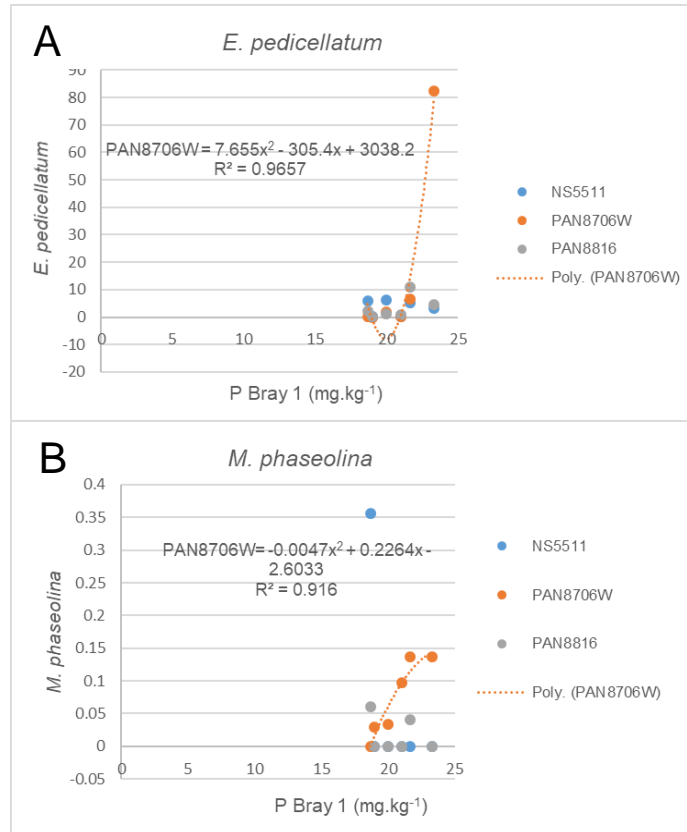 A
E. pedicellatum
90
80
70
60
50
40
30
20
10
0
-10
-20
E. pedicellatum
PAN8706W = 7.655x² - 305.4x + 3038.2
R² = 0.9657
NS5511
PAN8706W
PAN8816
Poly. (PAN8706W)
0 5 10 15 20 25
P Bray 1 (mg.kg⁻¹)
B
M. phaseolina
0.4
0.35
0.3
0.25
0.2
0.15
0.1
0.05
0
-0.05
M. phaseolina
PAN8706W= -0.0047x² + 0.2264x -
2.6033
R² = 0.916
NS5511
PAN8706W
PAN8816
Poly. (PAN8706W)
0 5 10 15 20 25
P Bray 1 (mg.kg⁻¹)